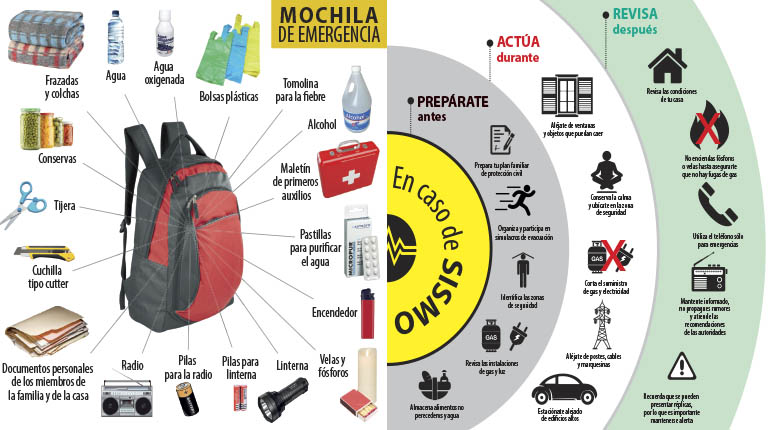 MOCHILA
DE EMERGENCIA
Frazadas
y colchas
Agua
Agua
oxigenada
Bolsas plásticas
Tomolina
para la fiebre
Alcohol
Maletín
de primeros
auxilios
Pastillas
para purificar
el agua
MICROPUR
Encendedor
Velas y
fósforos
Linterna
Pilas para
linterna
Pilas
para la radio
Radio
Documentos personales
de los miembros de
la familia y de la casa
Cuchilla
tipo cutter
Tijera
Conservas
En caso de
SISMO
PREPÁRATE
antes
Prepara tu plan familiar
de protección civil
Organiza y participa en
simulacros de evacuación
Identifica las zonas
de seguridad
GAS
Revisa las instalaciones
de gas y luz
Almacena alimentos no
perecederos y agua
ACTÚA
durante
Aléjate de ventanas
y objetos que puedan caer
Conserva la calma
y ubícate en la zona
de seguridad
GAS
Corta el suministro
de gas y electricidad
Aléjate de postes, cables
y marquesinas
Estaciónate alejado
de edificios altos
REVISA
después
Revisa las condiciones
de tu casa
No enciendas fósforos
o velas hasta asegurarte
que no hay fugas de gas
Utiliza el teléfono sólo
para emergencias
Mantente informado,
no propagues rumores
y atiende las
recomendaciones
de las autoridades
Recuerda que se pueden
presentar réplicas,
por lo que es importante
mantenerse alerta